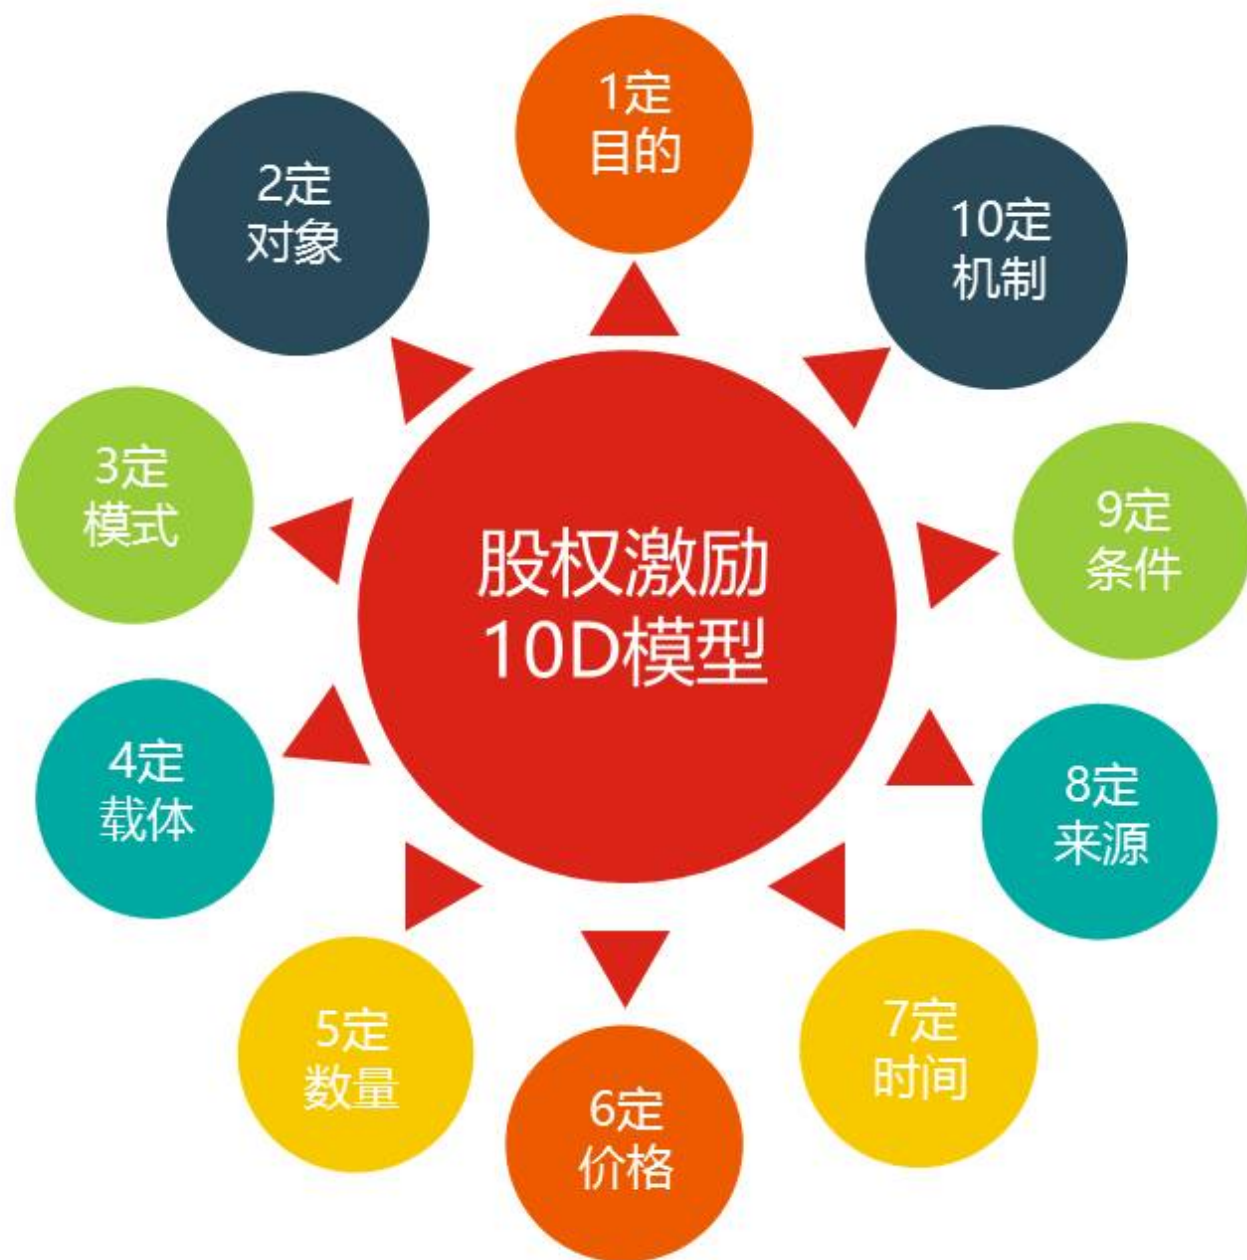 股权激励
10D模型
1定
目的
2定
对象
3定
模式
4定
载体
5定
数量
6定
价格
7定
时间
8定
来源
9定
条件
10定
机制